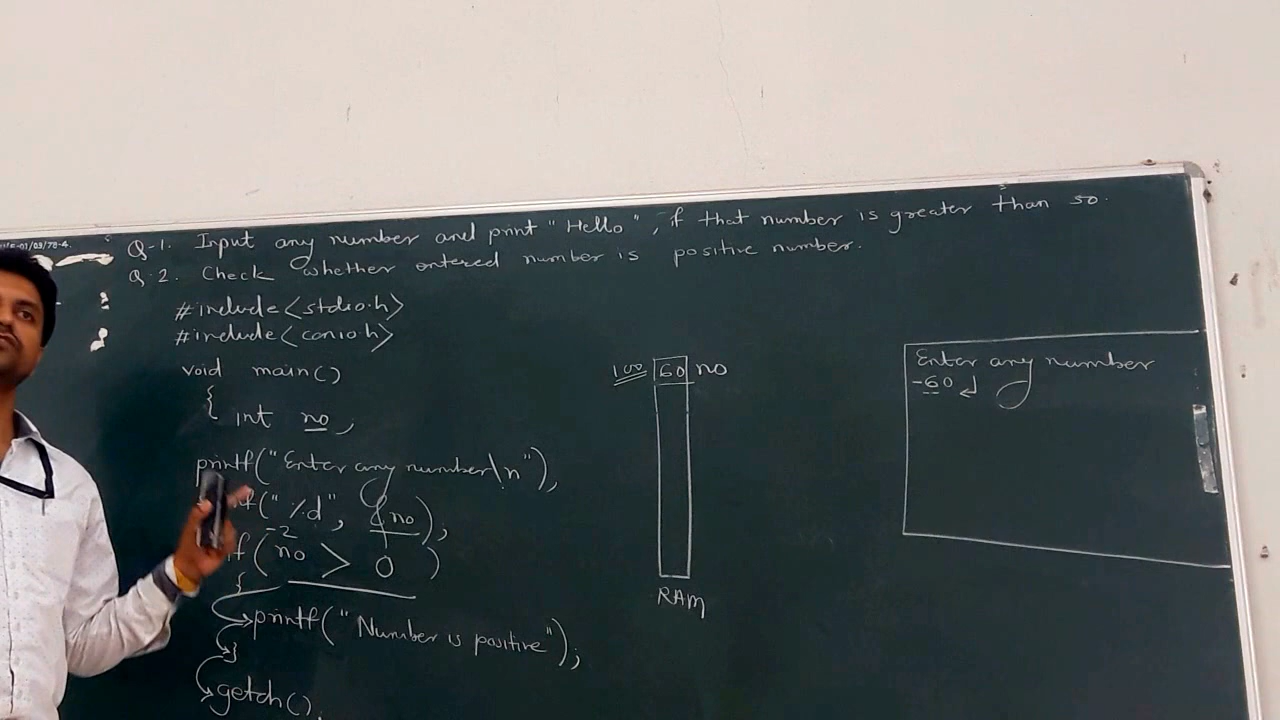 Q-1. Input any number and print "Hello", if that number is greater than 50.
Q.2. Check whether entered number is positive number.
#include<stdio.h>
#include<conio.h>
void main()
{
int no;
printf("Enter any number\n");
f("%d", &no);
-2
if(no > 0)
{
printf("Number is positive");
}
getch();
100 60 no
RAM
Enter any number
-60